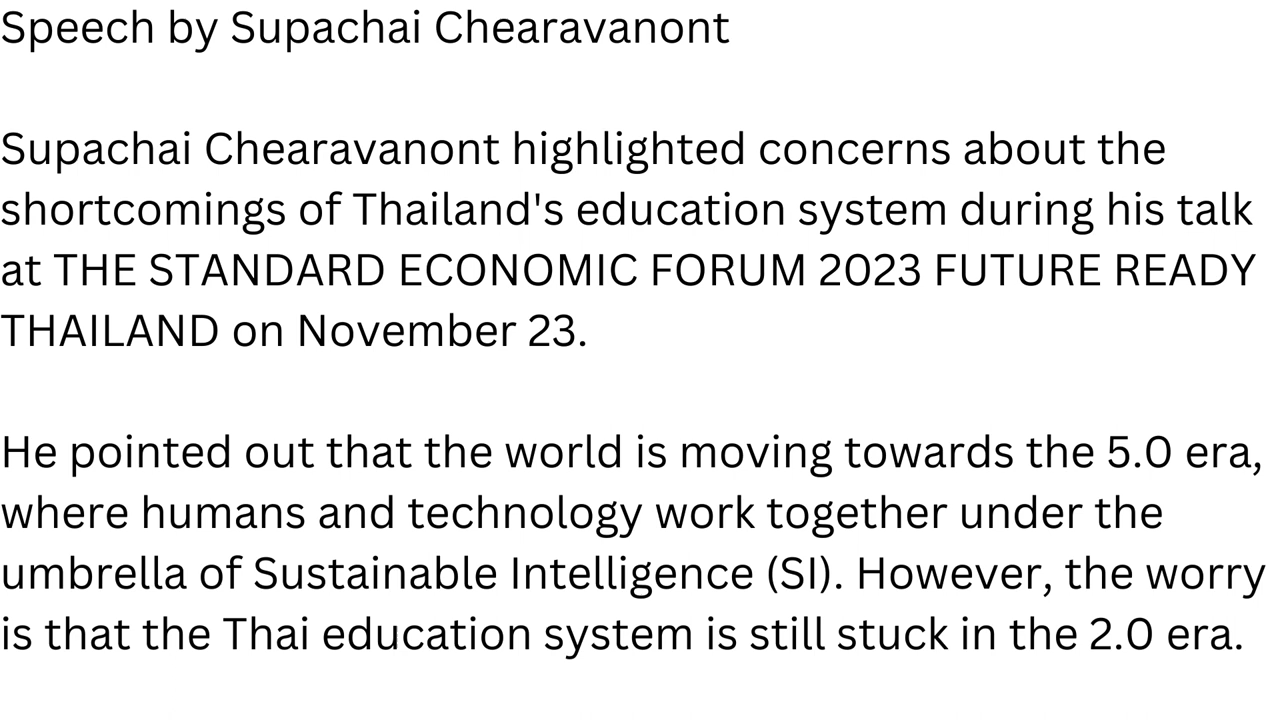 Speech by Supachai Chearavanont
Supachai Chearavanont highlighted concerns about the
shortcomings of Thailand's education system during his talk
at THE STANDARD ECONOMIC FORUM 2023 FUTURE READY
THAILAND on November 23.
He pointed out that the world is moving towards the 5.0 era,
where humans and technology work together under the
umbrella of Sustainable Intelligence (SI). However, the worry
is that the Thai education system is still stuck in the 2.0 era.